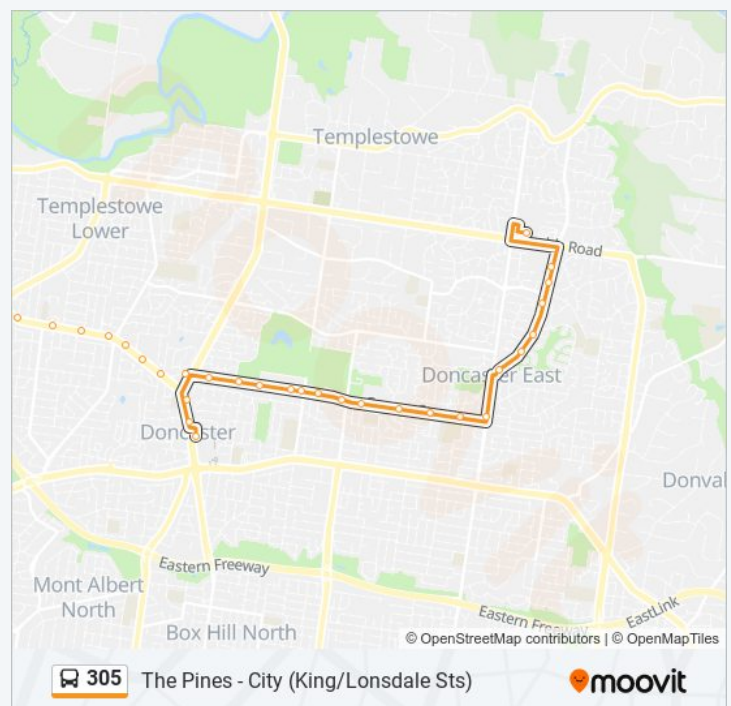 Templestowe
Templestowe
Lower
Road
Doncaster East
Doncaster
Donval
Eastern Freeway
Mont Albert
North
Box Hill North
Eastern Freeway
EastLink
© OpenStreetMap contributors | © OpenMapTiles
305 The Pines - City (King/Lonsdale Sts)
moovit